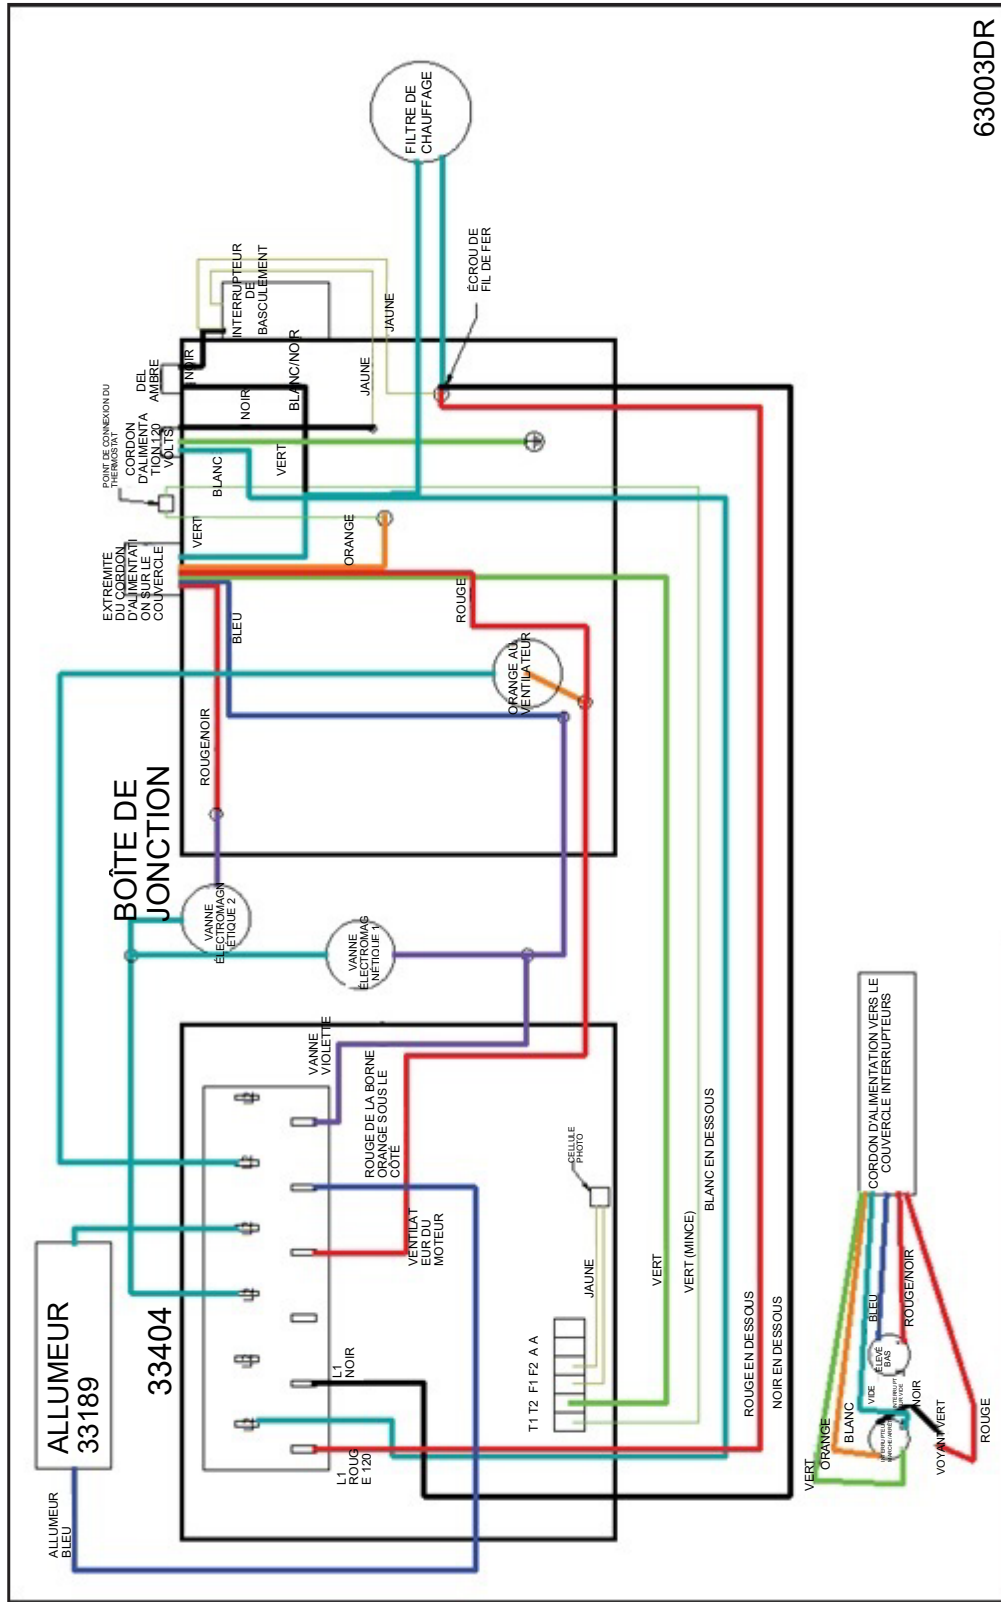 63003DR
FILTRE DE
CHAUFFAGE
ÉCROU DE
FIL DE FER
INTERRUPTEUR
DE
BASCULEMENT
JAUNE
JAUNE
DEL
AMBRE
NOIR
BLANC/NOIR
NOIR
POINT DE CONNEXION DU
THERMOSTAT
CORDON
D'ALIMENTA
TION 120
VOLTS
BLANC
VERT
VERT
ORANGE
EXTRÉMITÉ
DU CORDON
D'ALIMENTATI
ON SUR LE
COUVERCLE
BLEU
ROUGE
ORANGE AU
VENTILATEUR
ROUGE/NOIR
BOÎTE DE
JONCTION
VANNE
ÉLECTROMAGN
ÉTIQUE 2
VANNE
ÉLECTROMAG
NÉTIQUE 1
VANNE
VIOLETTE
ROUGE DE LA BORNE
ORANGE SOUS LE
CÔTÉ
VENTILAT
EUR DU
MOTEUR
CELLULE
PHOTO
JAUNE
VERT
VERT (MINCE)
BLANC EN DESSOUS
ROUGE EN DESSOUS
NOIR EN DESSOUS
ALLUMEUR
33189
33404
L2
L2
L2
L2
L2
L2
L1
NOIR
L1
ROUG
E 120
T1 T2 F1 F2 A A
ALLUMEUR
BLEU
CORDON D'ALIMENTATION VERS LE
COUVERCLE INTERRUPTEURS
BLEU
ROUGE/NOIR
ÉLEVÉ
BAS
VIDE
NOIR
BLANC
ORANGE
VERT
VOYANT VERT
ROUGE